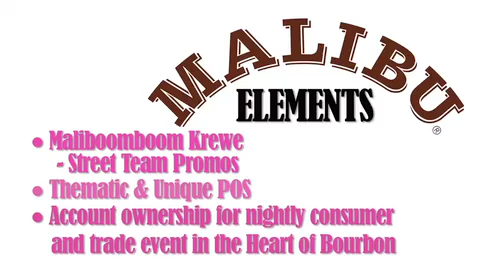 MALIBU®
ELEMENTS
● Maliboomboom Krewe
- Street Team Promos
● Thematic & Unique POS
● Account ownership for nightly consumer
and trade event in the Heart of Bourbon